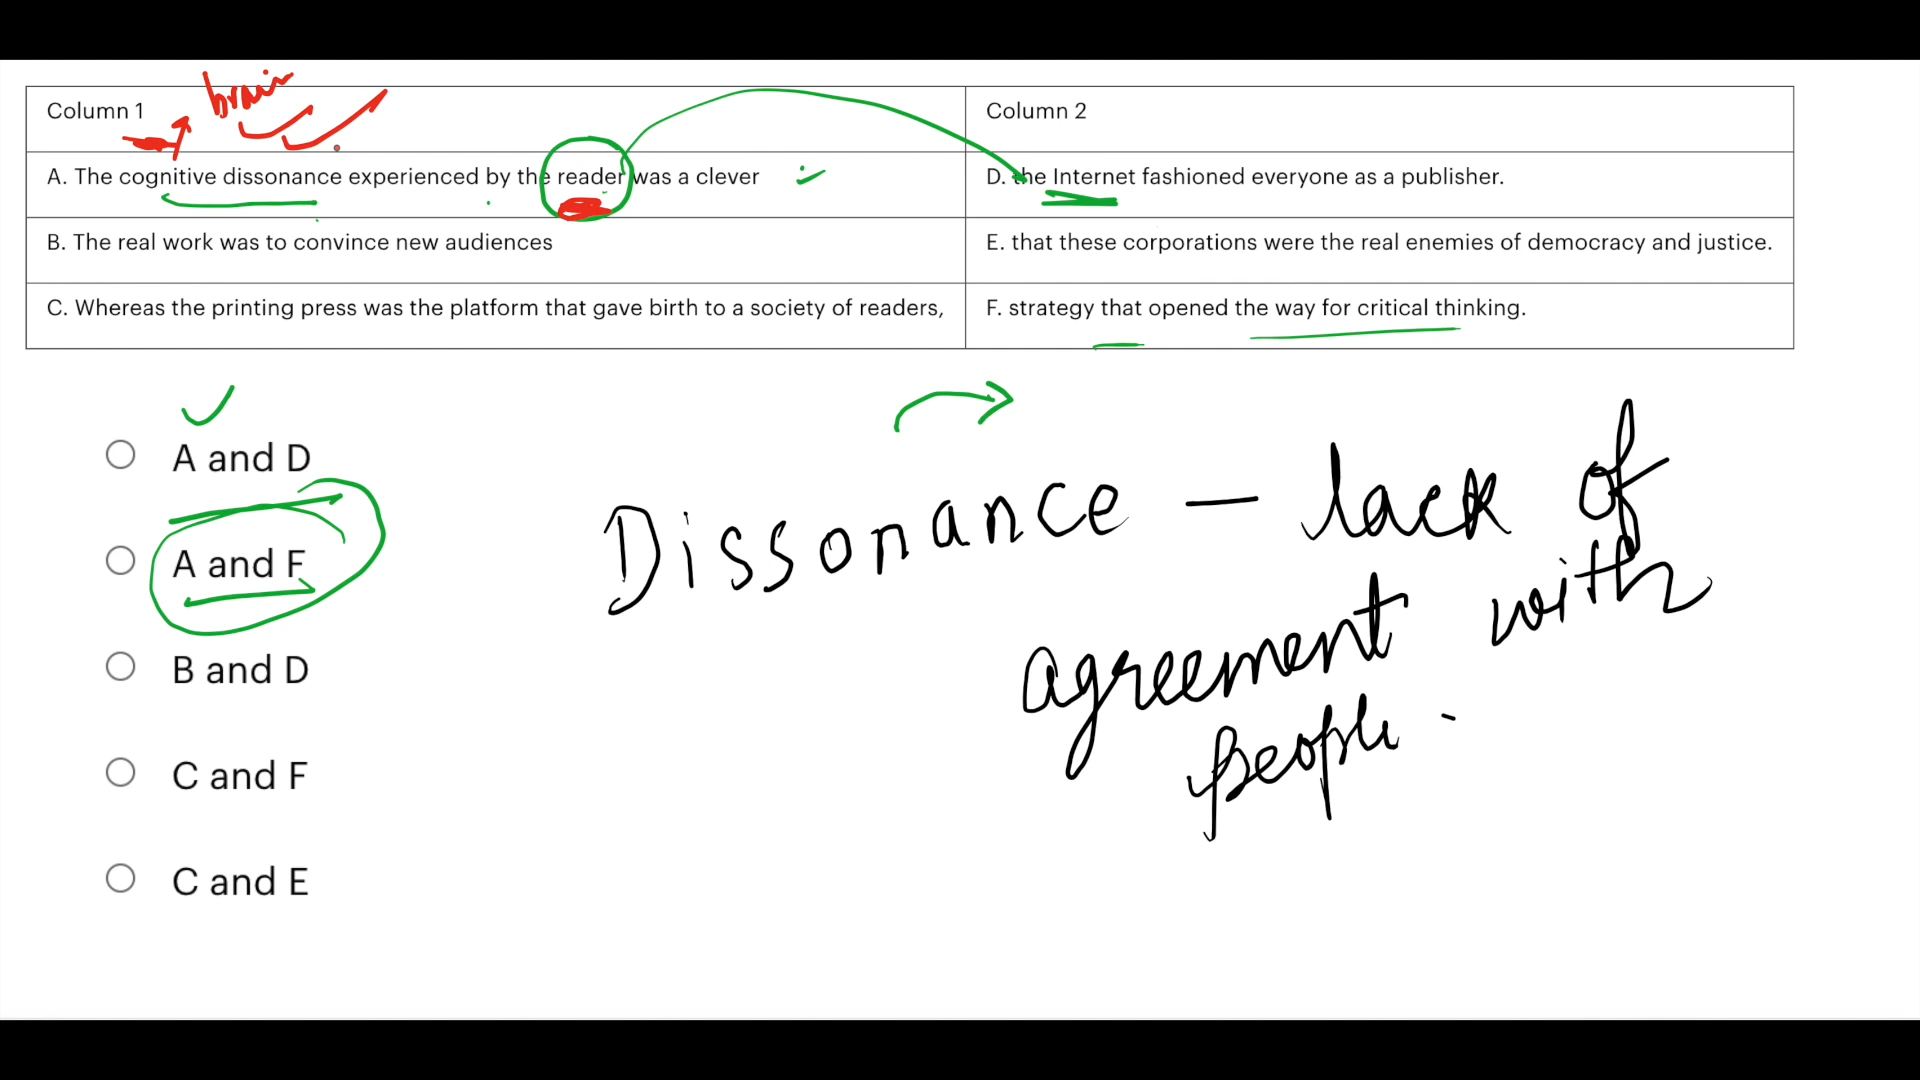 brain
Column 1
Column 2
A. The cognitive dissonance experienced by the reader was a clever
D. the Internet fashioned everyone as a publisher.
B. The real work was to convince new audiences
E. that these corporations were the real enemies of democracy and justice.
C. Whereas the printing press was the platform that gave birth to a society of readers,
F. strategy that opened the way for critical thinking.
A and D
A and F
B and D
C and F
C and E
Dissonance – lack of
agreement with
people.